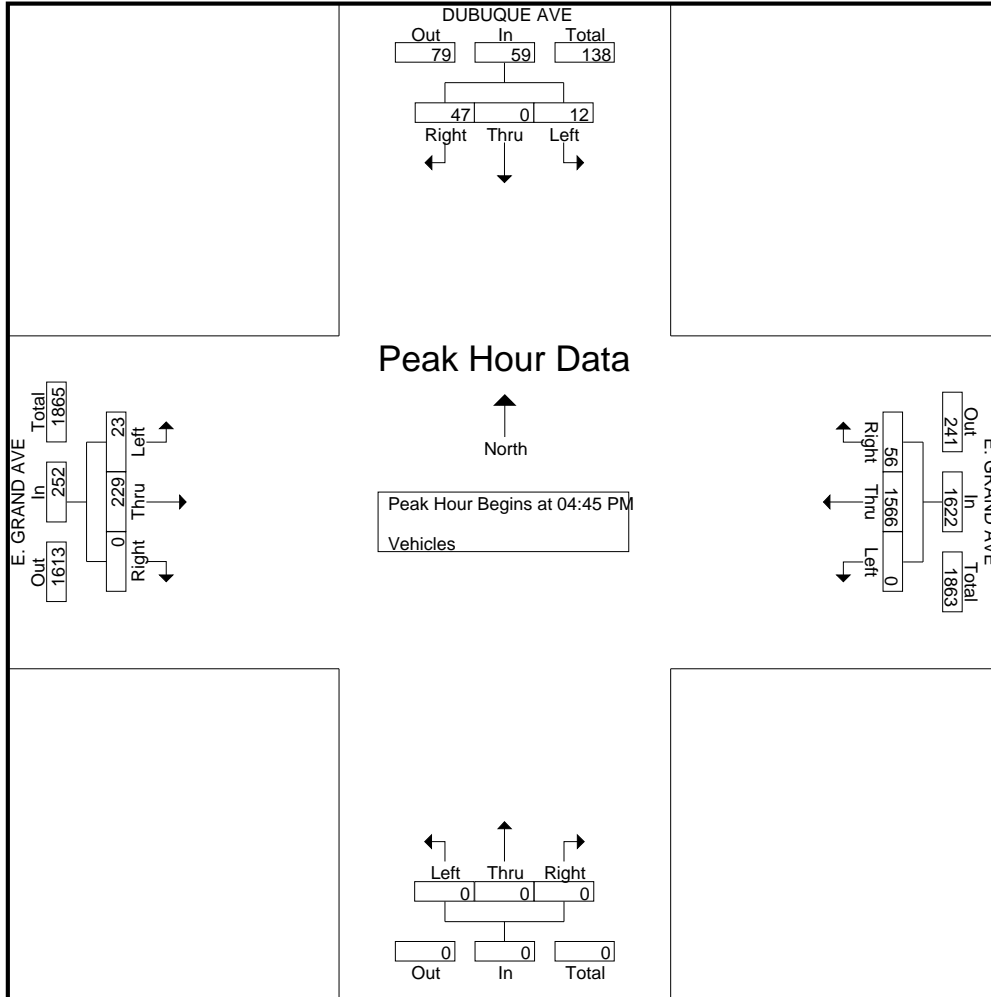 DUBUQUE AVE
Out In Total
79 59 138
47 0 12
Right Thru Left
Peak Hour Data
North
Peak Hour Begins at 04:45 PM
Vehicles
E. GRAND AVE
Out In Total
1613 252 1865
23 229 0
Left Thru Right
E. GRAND AVE
Out In Total
241 1622 1863
56 1566 0
Right Thru Left
Left Thru Right
0 0 0
0 0 0
Out In Total